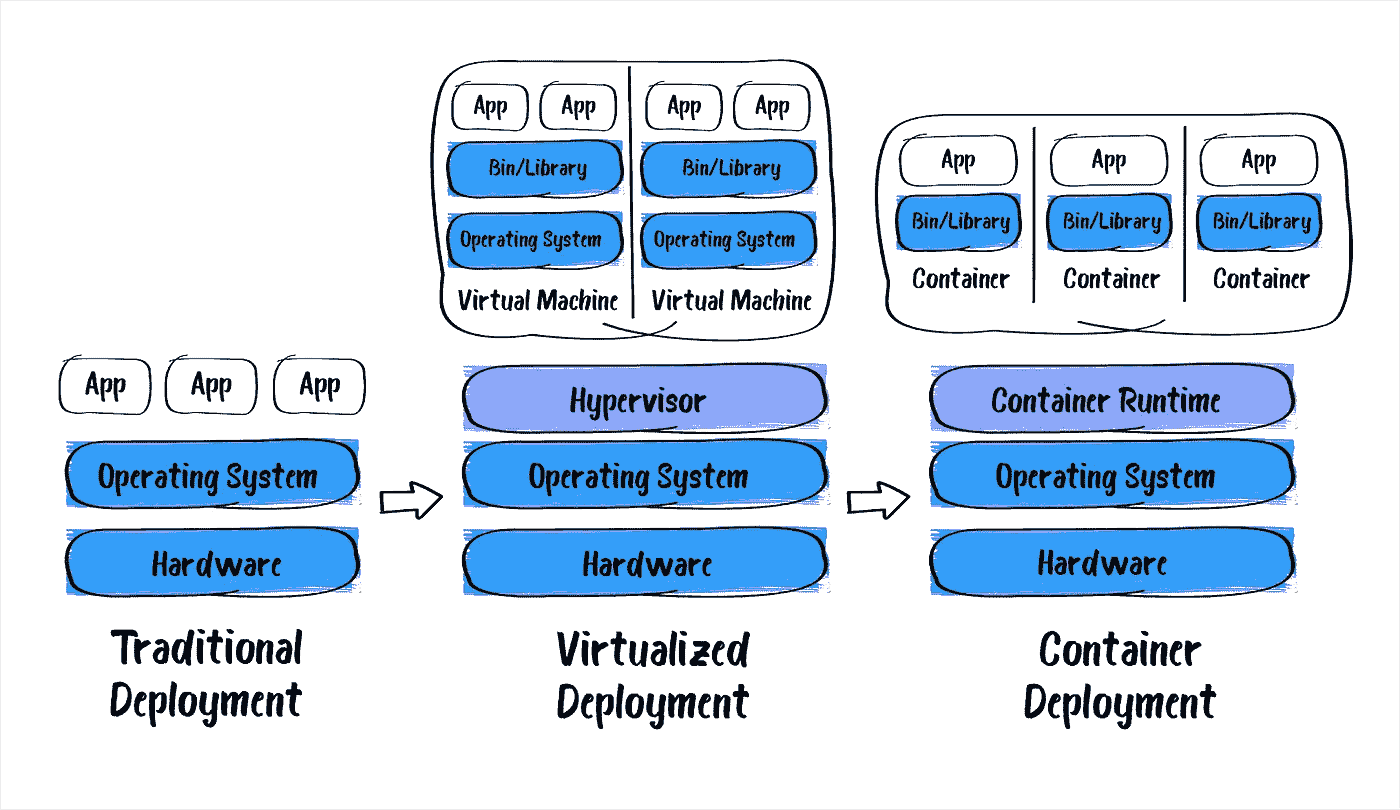 App App App
Operating System
Hardware
Traditional
Deployment
App App App App
Bin/Library Bin/Library
Operating System Operating System
Virtual Machine Virtual Machine
Hypervisor
Operating System
Hardware
Virtualized
Deployment
App App App
Bin/Library Bin/Library Bin/Library
Container Container Container
Container Runtime
Operating System
Hardware
Container
Deployment